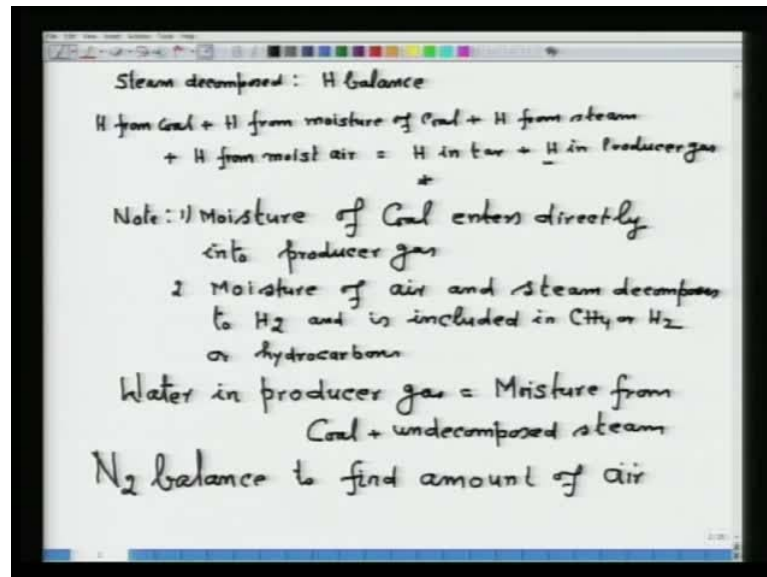 Steam decomposed : H balance
H from coal + H from moisture of coal + H from steam
+ H from moist air = H in tar + H in Producer gas
+
Note : 1) Moisture of Coal enters directly
into producer gas
2 Moisture of air and steam decomposes
to H2 and is included in CH4 or H2
or hydrocarbons
Water in producer gas = Moisture from
Coal + undecomposed steam
N2 balance to find amount of air